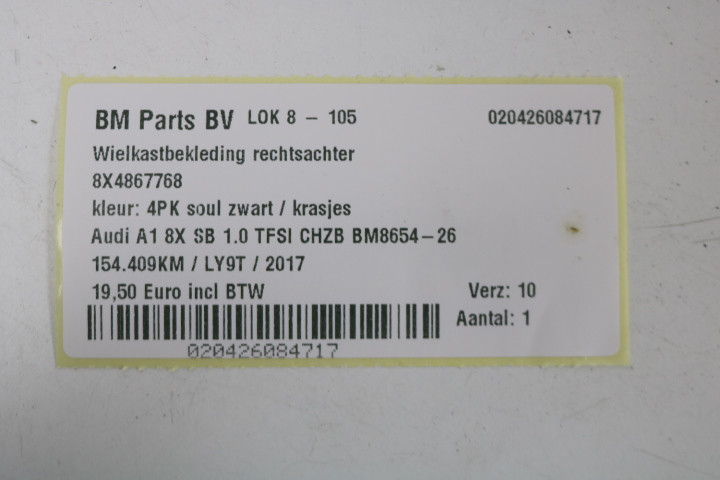 BM Parts BV LOK 8 – 105 020426084717
Wielkastbekleding rechtsachter
8X4867768
kleur: 4PK soul zwart / krasjes
Audi A1 8X SB 1.0 TFSI CHZB BM8654–26
154.409KM / LY9T / 2017
19,50 Euro incl BTW Verz: 10
Aantal: 1
020426084717